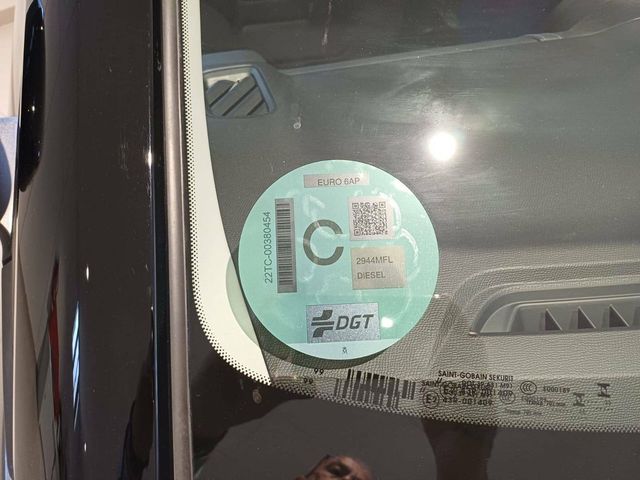 EURO 6AP
22TC-00380454
C
2944MFL
DIESEL
DGT
SAINT-GOBAIN SEKURIT